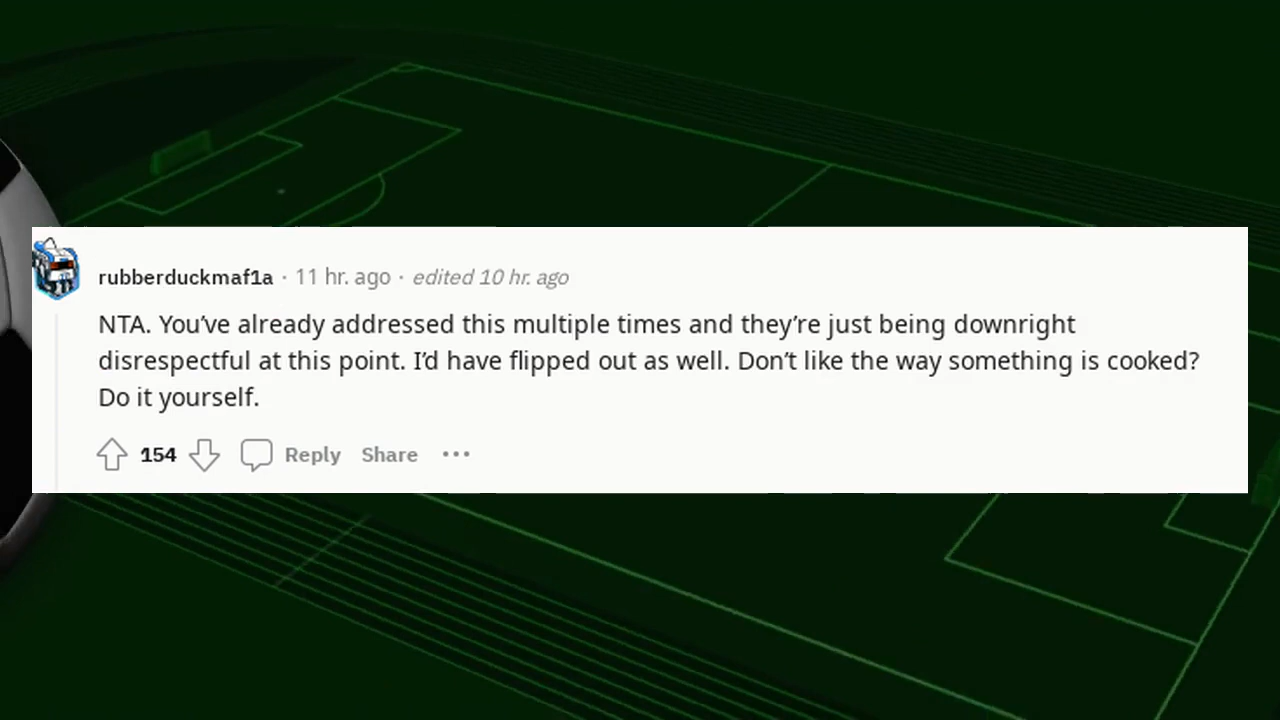 rubberduckmaf1a · 11 hr. ago · edited 10 hr. ago
NTA. You’ve already addressed this multiple times and they’re just being downright
disrespectful at this point. I’d have flipped out as well. Don’t like the way something is cooked?
Do it yourself.
154 Reply Share ···